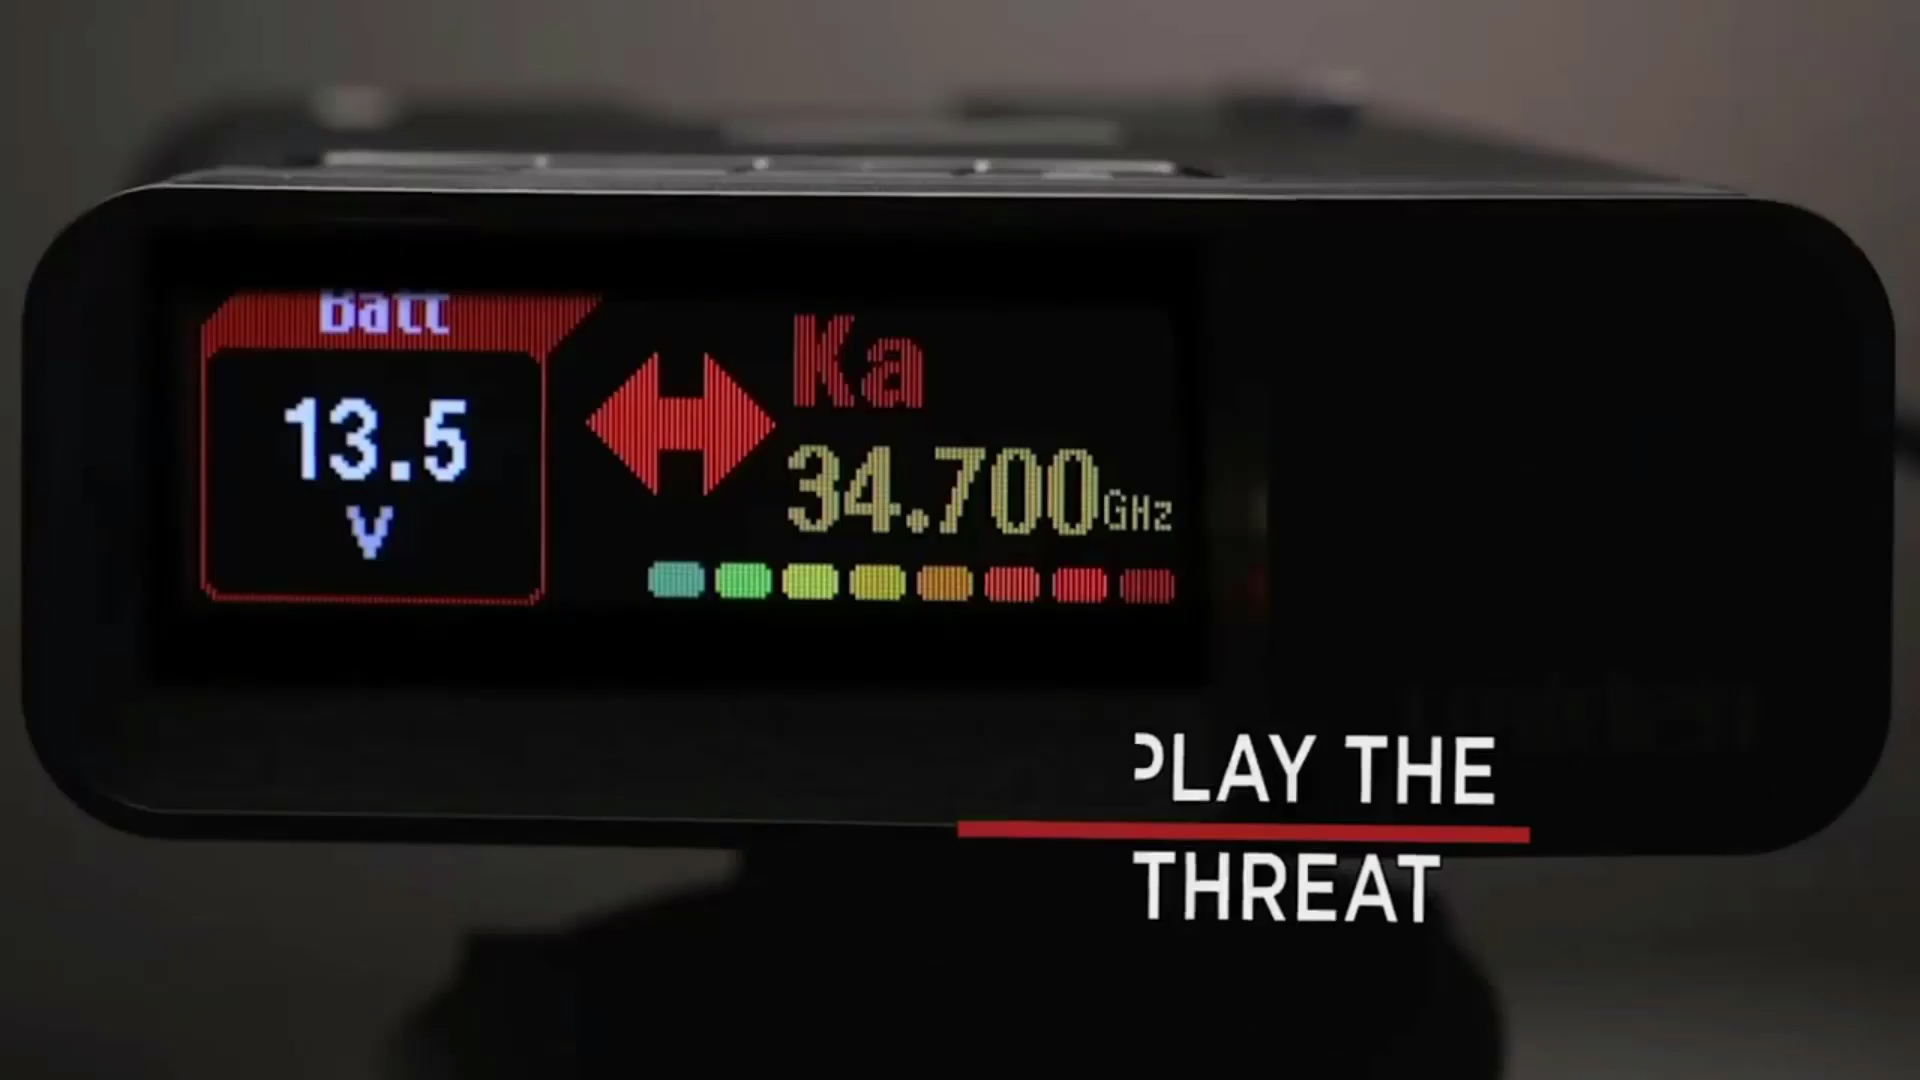 Batt
13.5
V
Ka
34.700GHz
PLAY THE
THREAT